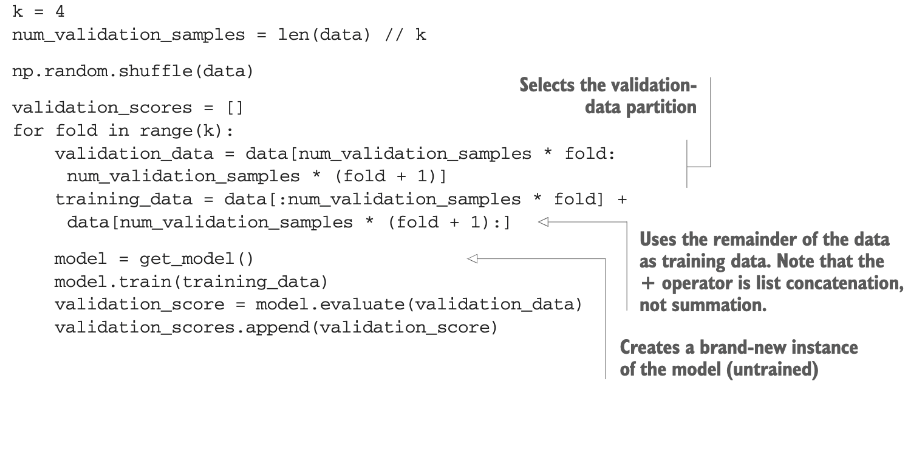 k = 4
num_validation_samples = len(data) // k
np.random.shuffle(data)
validation_scores = []
for fold in range(k):
    validation_data = data[num_validation_samples * fold:
     num_validation_samples * (fold + 1)]
    training_data = data[:num_validation_samples * fold] +
     data[num_validation_samples * (fold + 1):]
    model = get_model()
    model.train(training_data)
    validation_score = model.evaluate(validation_data)
    validation_scores.append(validation_score)
Selects the validation-
data partition
Uses the remainder of the data
as training data. Note that the
+ operator is list concatenation,
not summation.
Creates a brand-new instance
of the model (untrained)